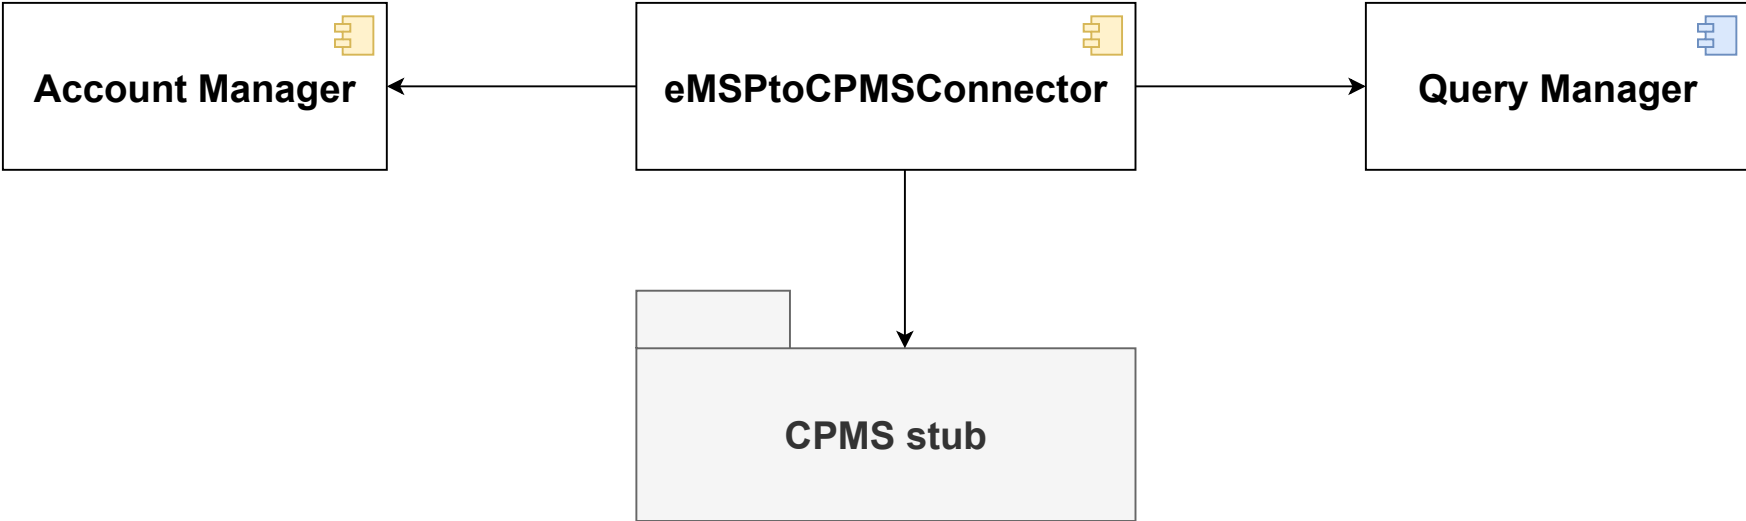 Account Manager
eMSPtoCPMSConnector
Query Manager
CPMS stub